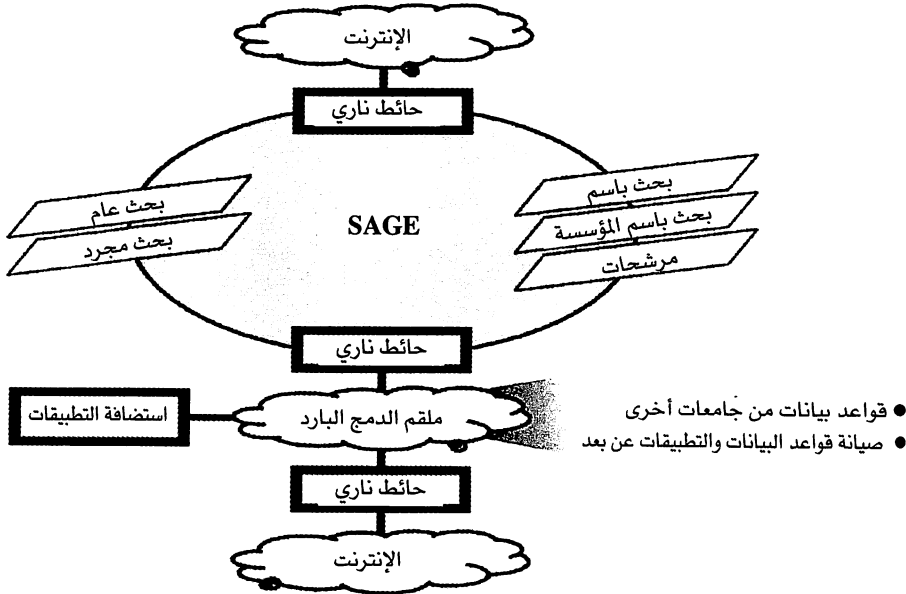 الإنترنت
حائط ناري
بحث باسم
بحث باسم المؤسسة
مرشحات
SAGE
بحث عام
بحث مجرد
حائط ناري
ملقم الدمج البارد
استضافة التطبيقات
● قواعد بيانات من جامعات أخرى
● صيانة قواعد البيانات والتطبيقات عن بعد
حائط ناري
الإنترنت